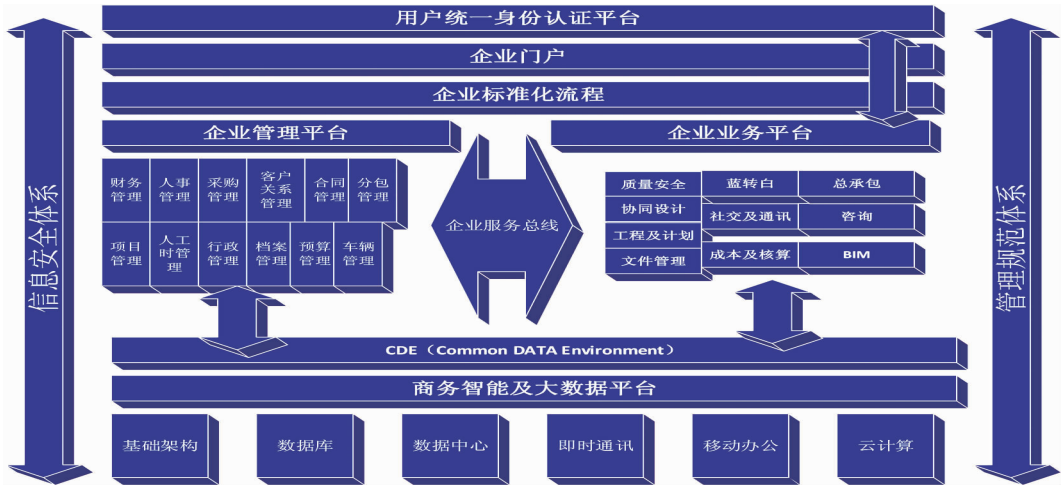 用户统一身份认证平台
企业门户
企业标准化流程
企业管理平台
企业业务平台
信息安全体系
财务
管理
人事
管理
采购
管理
客户
关系
管理
合同
管理
分包
管理
项目
管理
人工
时管
理
行政
管理
档案
管理
预算
管理
车辆
管理
企业服务总线
质量安全
蓝转白
总承包
协同设计
社交及通讯
咨询
工程及计划
文件管理
成本及核算
BIM
管理规范体系
CDE（Common DATA Environment）
商务智能及大数据平台
基础架构
数据库
数据中心
即时通讯
移动办公
云计算